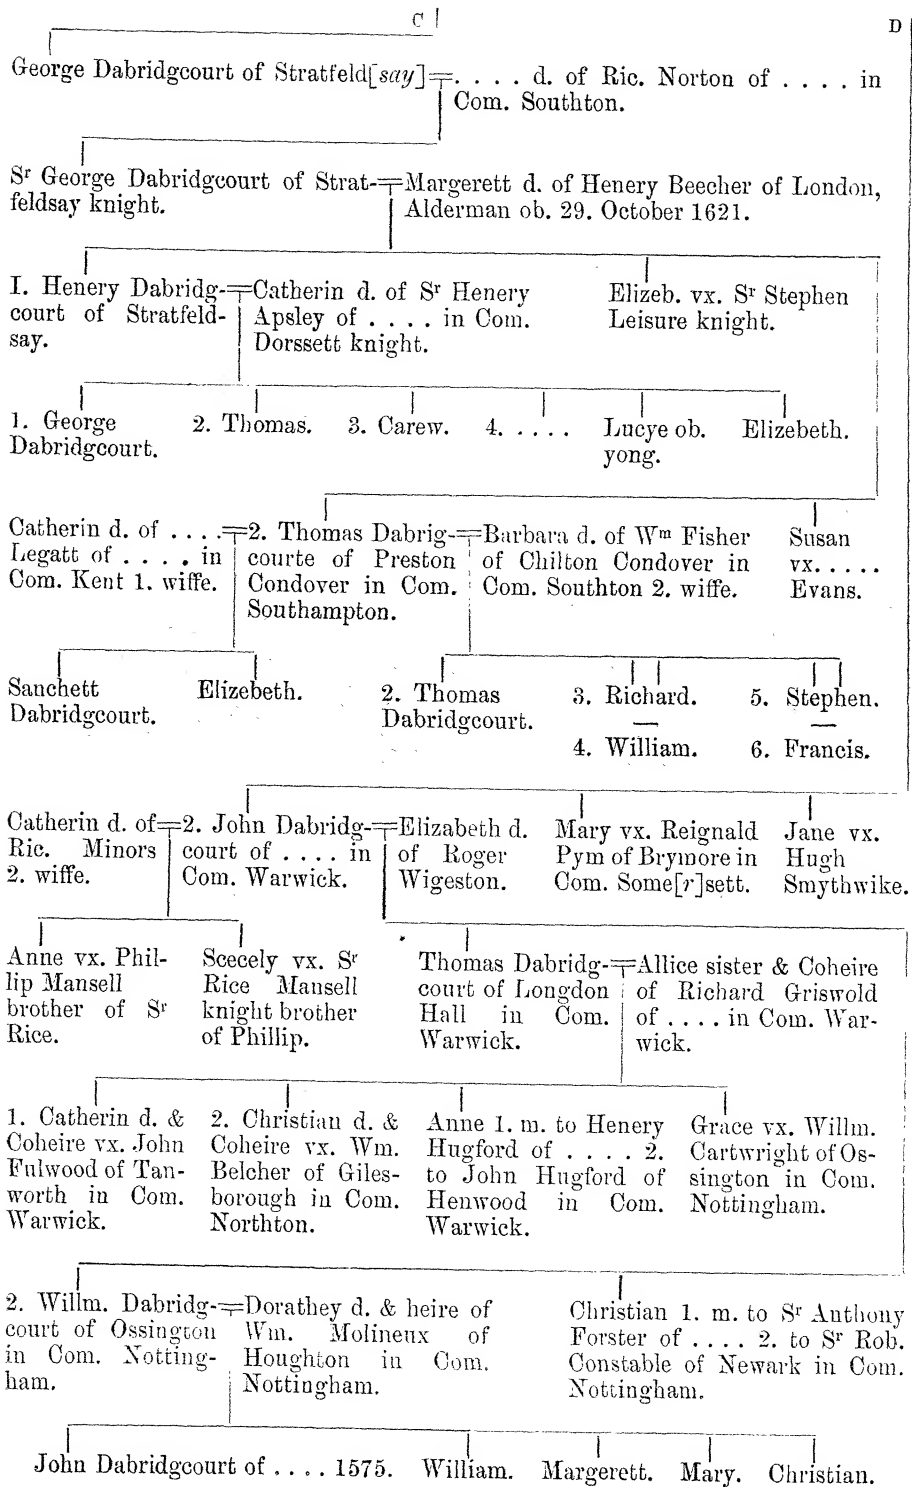 C
D
George Dabridgcourt of Stratfeld[say]=. . . . d. of Ric. Norton of . . . . in
Com. Southton.
Sr George Dabridgcourt of Strat-
feldsay knight.
=Margerett d. of Henery Beecher of London,
Alderman ob. 29. October 1621.
I. Henery Dabridg-
court of Stratfeld-
say.
=Catherin d. of Sr Henery
Apsley of . . . . in Com.
Dorssett knight.
Elizeb. vx. Sr Stephen
Leisure knight.
1. George
Dabridgcourt.
2. Thomas.
3. Carew.
4. . . . .
Lucye ob.
yong.
Elizebeth.
Catherin d. of . . . .
Legatt of . . . . in
Com. Kent 1. wiffe.
=2. Thomas Dabrig-
courte of Preston
Condover in Com.
Southampton.
=Barbara d. of Wm Fisher
of Chilton Condover in
Com. Southton 2. wiffe.
Susan
vx. . . . .
Evans.
Sanchett
Dabridgcourt.
Elizebeth.
2. Thomas
Dabridgcourt.
3. Richard.
4. William.
5. Stephen.
6. Francis.
Catherin d. of
Ric. Minors
2. wiffe.
=2. John Dabridg-
court of . . . . in
Com. Warwick.
=Elizabeth d.
of Roger
Wigeston.
Mary vx. Reignald
Pym of Brymore in
Com. Some[r]sett.
Jane vx.
Hugh
Smythwike.
Anne vx. Phil-
lip Mansell
brother of Sr
Rice.
Scecely vx. Sr
Rice Mansell
knight brother
of Phillip.
Thomas Dabridg-
court of Longdon
Hall in Com.
Warwick.
=Allice sister & Coheire
of Richard Griswold
of . . . . in Com. War-
wick.
1. Catherin d. &
Coheire vx. John
Fulwood of Tan-
worth in Com.
Warwick.
2. Christian d. &
Coheire vx. Wm.
Belcher of Giles-
borough in Com.
Northton.
Anne 1. m. to Henery
Hugford of . . . . 2.
to John Hugford of
Henwood in Com.
Warwick.
Grace vx. Willm.
Cartwright of Os-
sington in Com.
Nottingham.
2. Willm. Dabridg-
court of Ossington
in Com. Notting-
ham.
=Dorathey d. & heire of
Wm. Molineux of
Houghton in Com.
Nottingham.
Christian 1. m. to Sr Anthony
Forster of . . . . 2. to Sr Rob.
Constable of Newark in Com.
Nottingham.
John Dabridgcourt of . . . . 1575.
William.
Margerett.
Mary.
Christian.